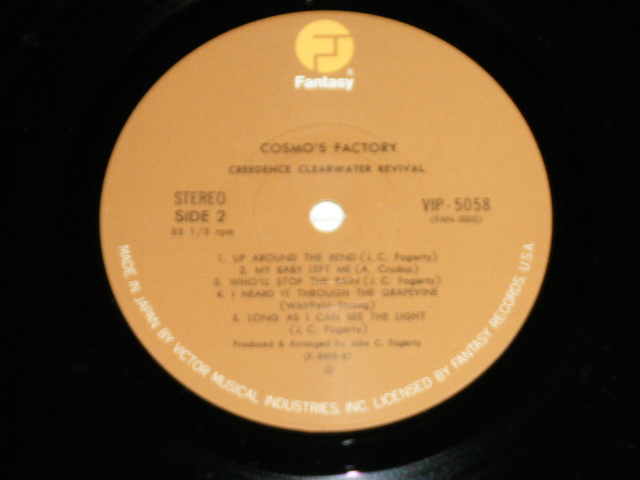 Fantasy
COSMO'S FACTORY
CREEDENCE CLEARWATER REVIVAL
STEREO
SIDE 2
33 1/3 rpm
VIP-5058
1. UP AROUND THE BEND (J. C. Fogerty)
2. MY BABY LEFT ME (A. Crudup)
3. WHO'LL STOP THE RAIN (J. C. Fogerty)
4. I HEARD IT THROUGH THE GRAPEVINE
(Whitfield-Strong)
5. LONG AS I CAN SEE THE LIGHT
(J. C. Fogerty)
Produced & Arranged by John C. Fogerty
MADE IN JAPAN BY VICTOR MUSICAL INDUSTRIES, INC. LICENSED BY FANTASY RECORDS, U.S.A.